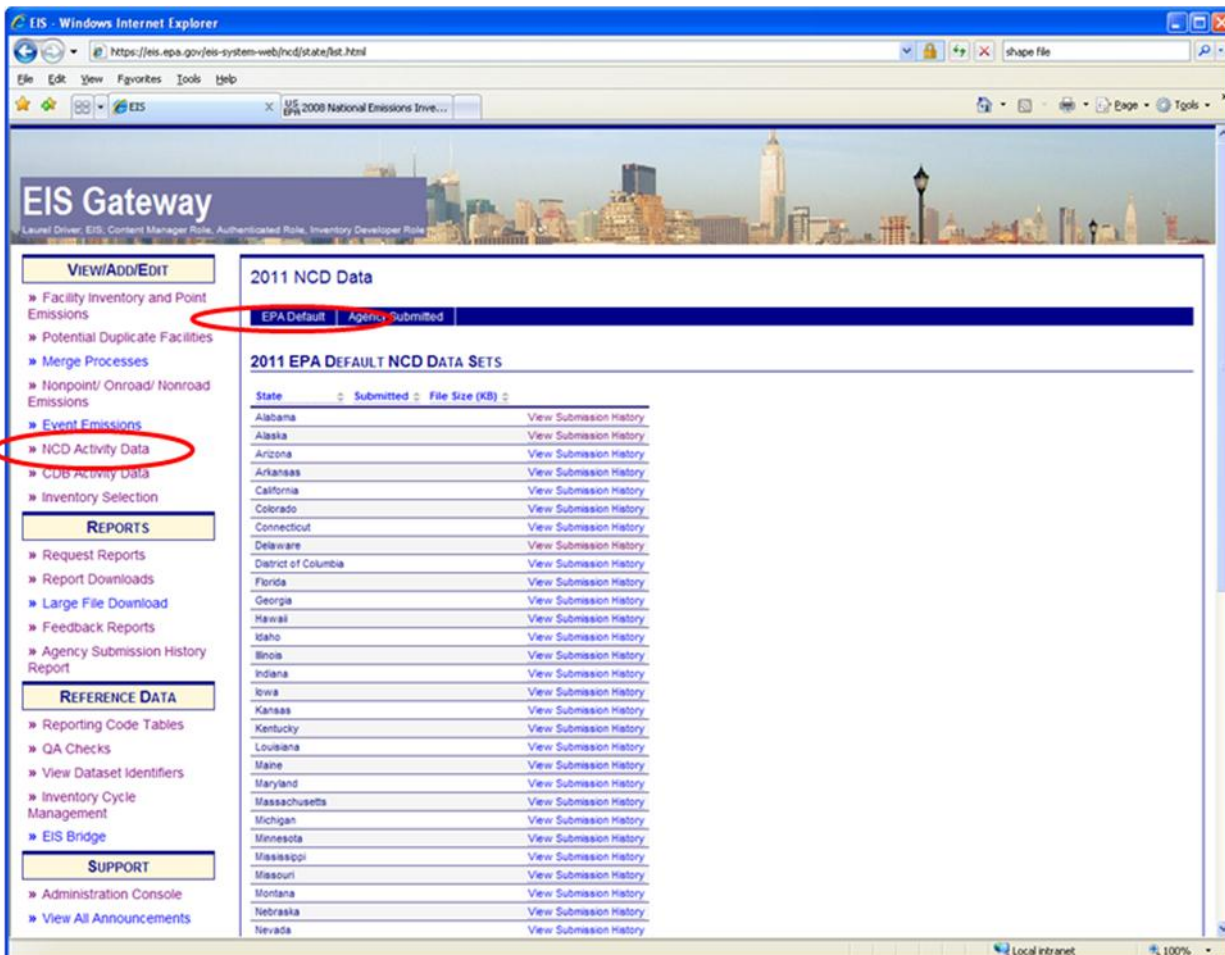 EIS - Windows Internet Explorer
https://eis.epa.gov/eis-system-web/ncd/state/list.html
shape file
File Edit View Favorites Tools Help
EIS
US EPA 2008 National Emissions Inve...
Page
Tools
EIS Gateway
Laurel Driver; EIS; Content Manager Role, Authenticated Role, Inventory Developer Role
VIEW/ADD/EDIT
» Facility Inventory and Point
Emissions
» Potential Duplicate Facilities
» Merge Processes
» Nonpoint/ Onroad/ Nonroad
Emissions
» Event Emissions
» NCD Activity Data
» CDB Activity Data
» Inventory Selection
REPORTS
» Request Reports
» Report Downloads
» Large File Download
» Feedback Reports
» Agency Submission History
Report
REFERENCE DATA
» Reporting Code Tables
» QA Checks
» View Dataset Identifiers
» Inventory Cycle
Management
» EIS Bridge
SUPPORT
» Administration Console
» View All Announcements
2011 NCD Data
EPA Default Agency Submitted
2011 EPA DEFAULT NCD DATA SETS
State Submitted File Size (KB)
Alabama View Submission History
Alaska View Submission History
Arizona View Submission History
Arkansas View Submission History
California View Submission History
Colorado View Submission History
Connecticut View Submission History
Delaware View Submission History
District of Columbia View Submission History
Florida View Submission History
Georgia View Submission History
Hawaii View Submission History
Idaho View Submission History
Illinois View Submission History
Indiana View Submission History
Iowa View Submission History
Kansas View Submission History
Kentucky View Submission History
Louisiana View Submission History
Maine View Submission History
Maryland View Submission History
Massachusetts View Submission History
Michigan View Submission History
Minnesota View Submission History
Mississippi View Submission History
Missouri View Submission History
Montana View Submission History
Nebraska View Submission History
Nevada View Submission History
Local intranet
100%